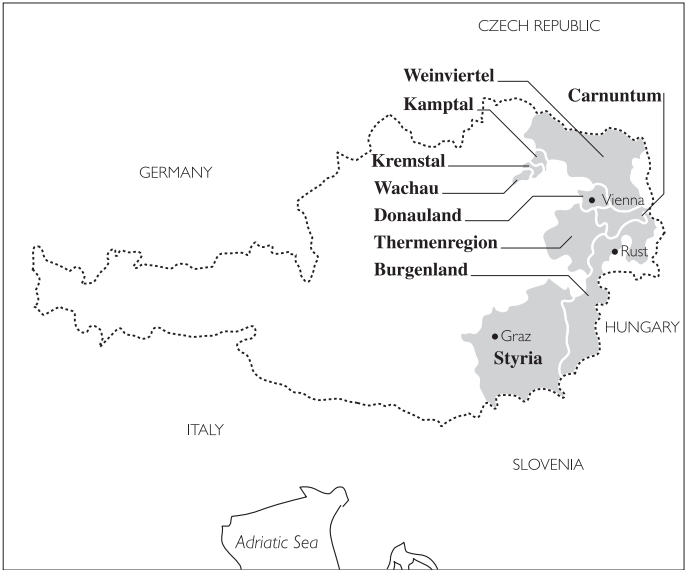 CZECH REPUBLIC
Weinviertel
Carnuntum
Kamptal
Kremstal
GERMANY
Wachau
Vienna
Donauland
Thermenregion
Rust
Burgenland
HUNGARY
Graz
Styria
ITALY
SLOVENIA
Adriatic Sea